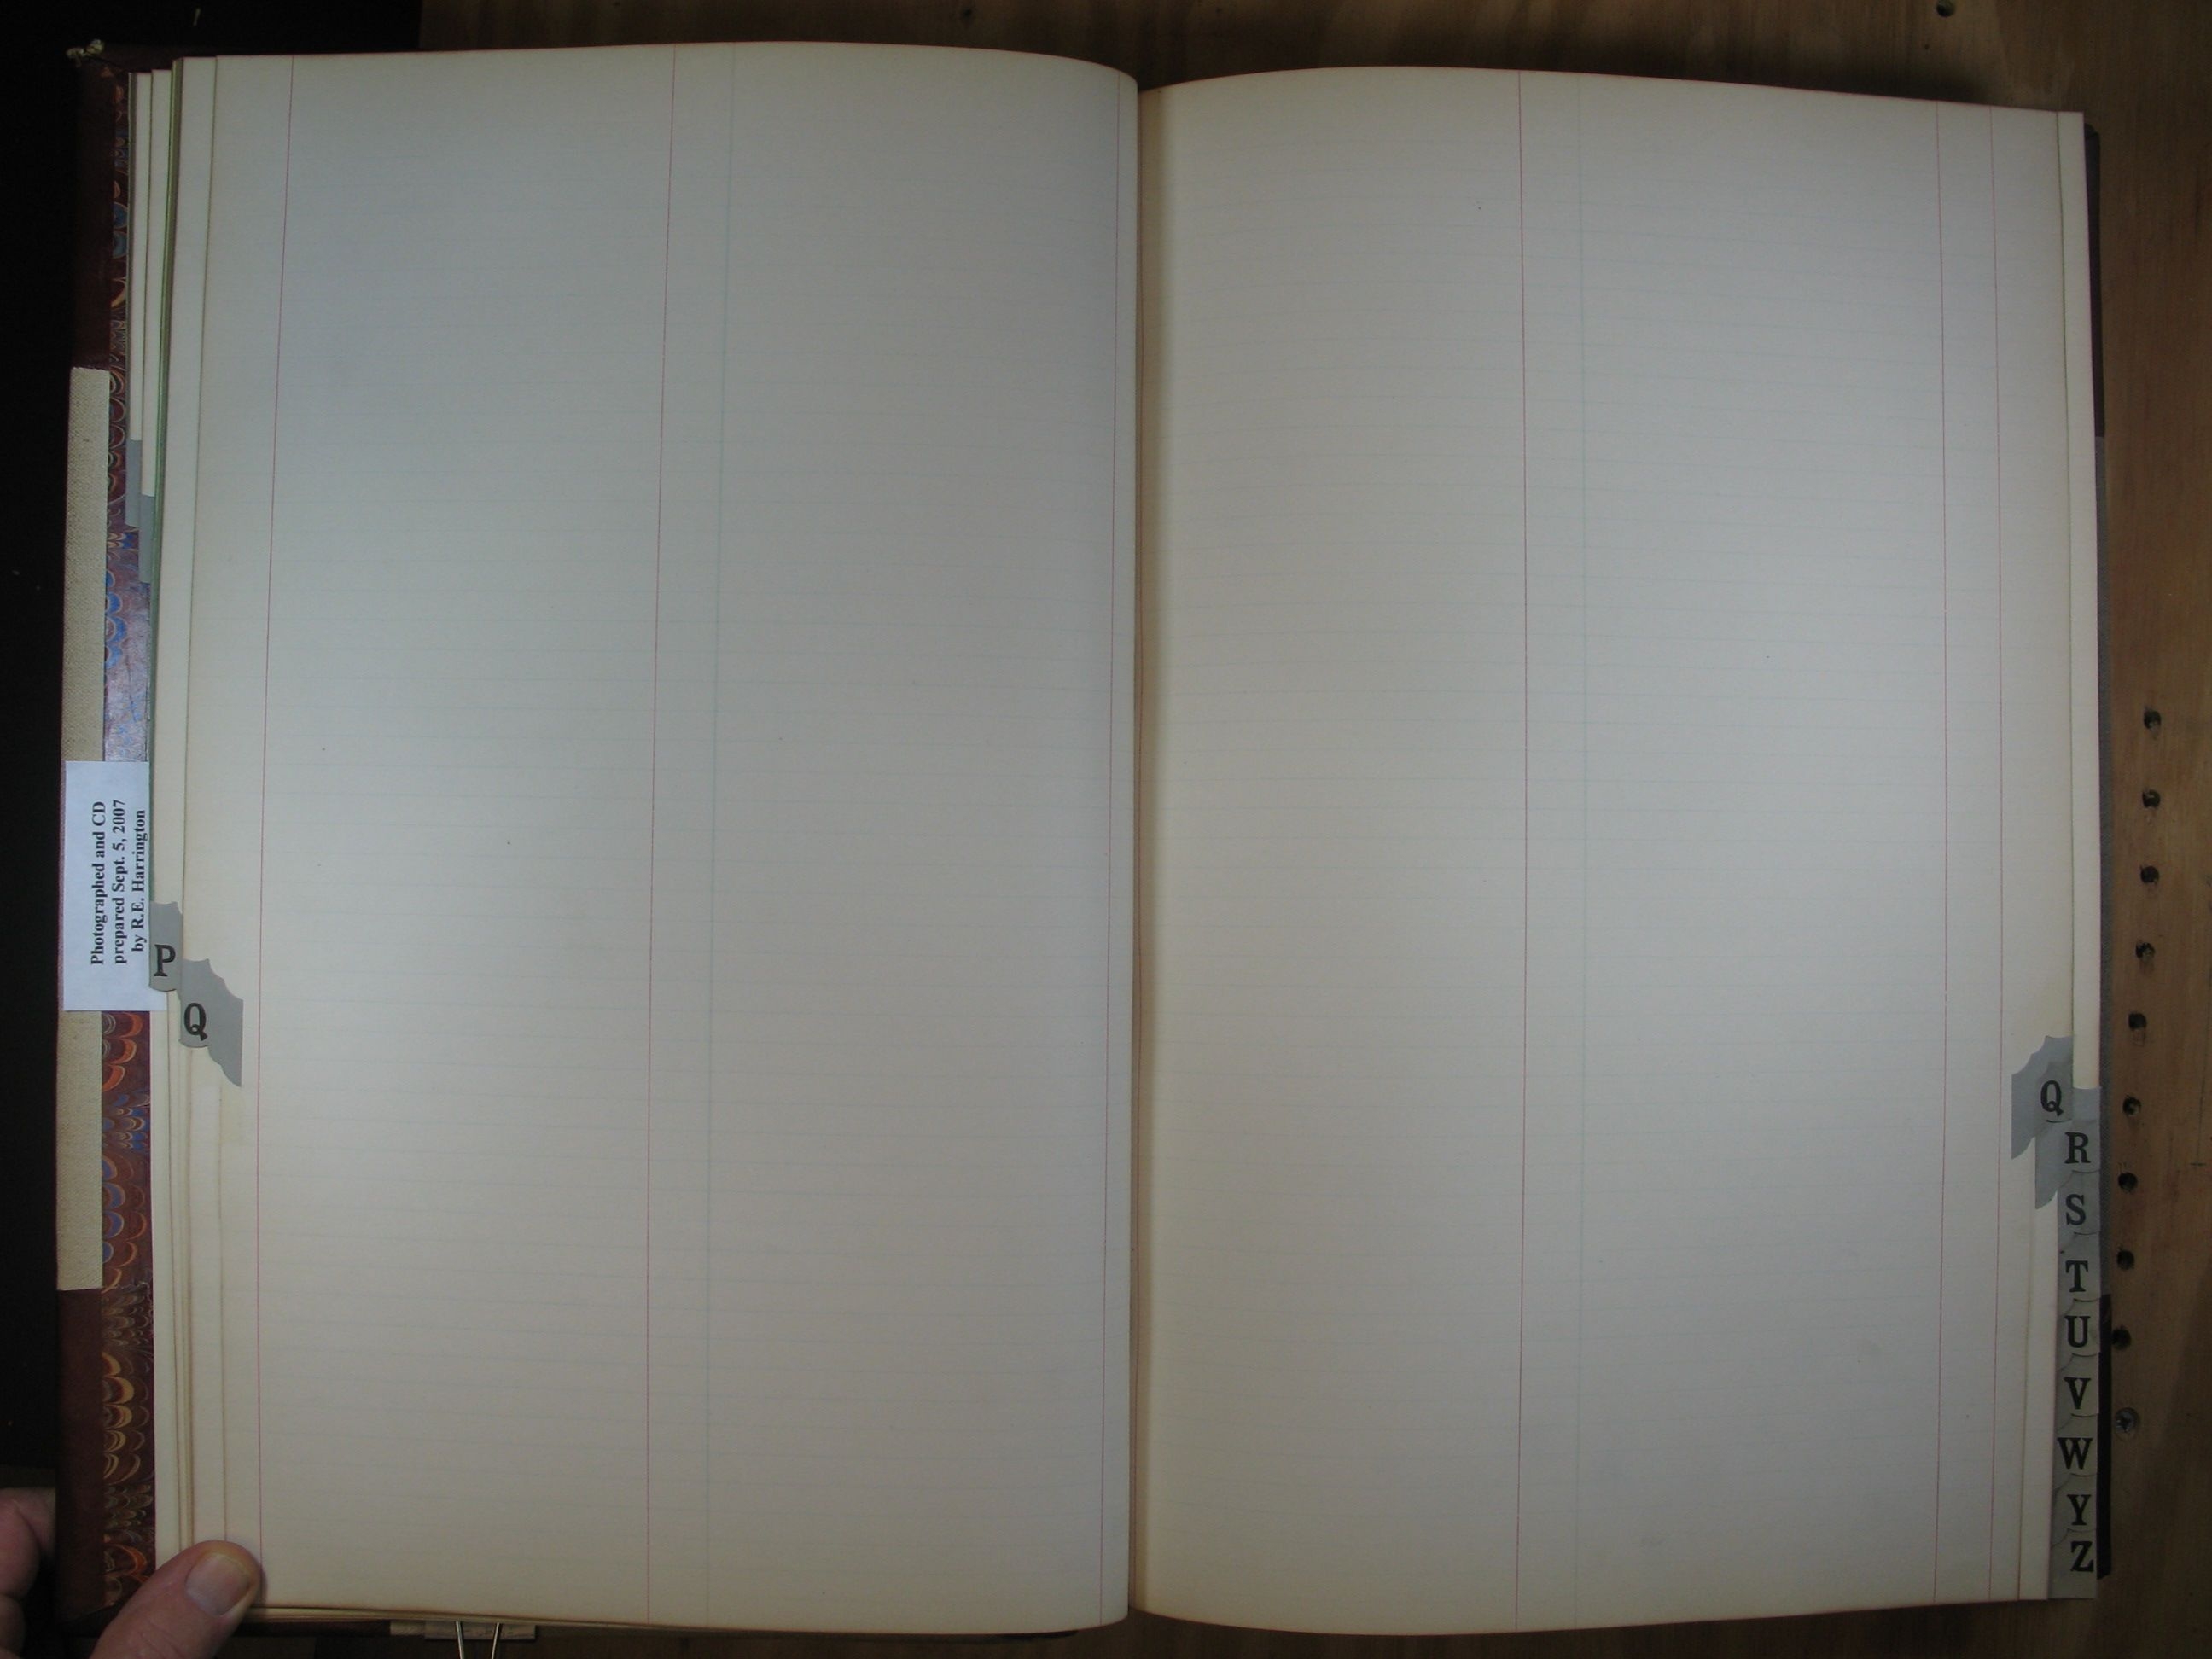 Photographed and CD
prepared Sept. 5, 2007
by R.E. Harrington
P
Q
Q
R
S
T
U
V
W
Y
Z